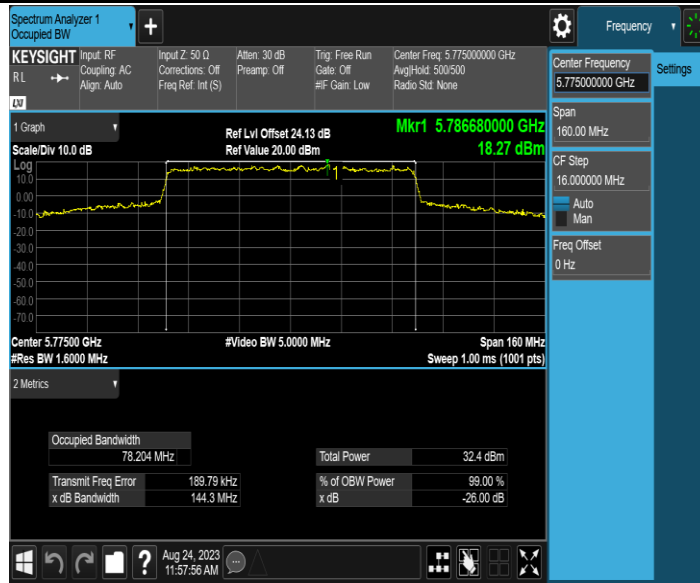 Spectrum Analyzer 1
Occupied BW
+
Frequency
KEYSIGHT
RL
LXI
Input: RF
Coupling: AC
Align: Auto
Input Z: 50 Ω
Corrections: Off
Freq Ref: Int (S)
Atten: 30 dB
Preamp: Off
Trig: Free Run
Gate: Off
#IF Gain: Low
Center Freq: 5.775000000 GHz
Avg|Hold: 500/500
Radio Std: None
Center Frequency
5.775000000 GHz
Settings
Span
160.00 MHz
CF Step
16.000000 MHz
Auto
Man
Freq Offset
0 Hz
1 Graph
Scale/Div 10.0 dB
Ref Lvl Offset 24.13 dB
Ref Value 20.00 dBm
Mkr1 5.786680000 GHz
18.27 dBm
Log
10.0
0.00
-10.0
-20.0
-30.0
-40.0
-50.0
-60.0
-70.0
1
Center 5.77500 GHz
#Res BW 1.6000 MHz
#Video BW 5.0000 MHz
Span 160 MHz
Sweep 1.00 ms (1001 pts)
2 Metrics
Occupied Bandwidth
78.204 MHz
Total Power 32.4 dBm
Transmit Freq Error 189.79 kHz
% of OBW Power 99.00 %
x dB Bandwidth 144.3 MHz
x dB -26.00 dB
?
Aug 24, 2023
11:57:56 AM